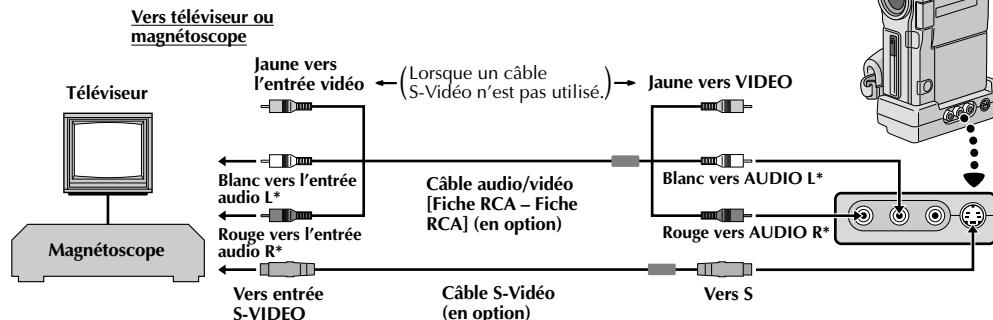 Vers téléviseur ou
magnétoscope
Téléviseur
Jaune vers
l'entrée vidéo
(Lorsque un câble
S-Vidéo n'est pas utilisé.)
Jaune vers VIDEO
Blanc vers l'entrée
audio L*
Câble audio/vidéo
[Fiche RCA – Fiche
RCA] (en option)
Blanc vers AUDIO L*
Rouge vers l'entrée
audio R*
Rouge vers AUDIO R*
Magnétoscope
Vers entrée
S-VIDEO
Câble S-Vidéo
(en option)
Vers S